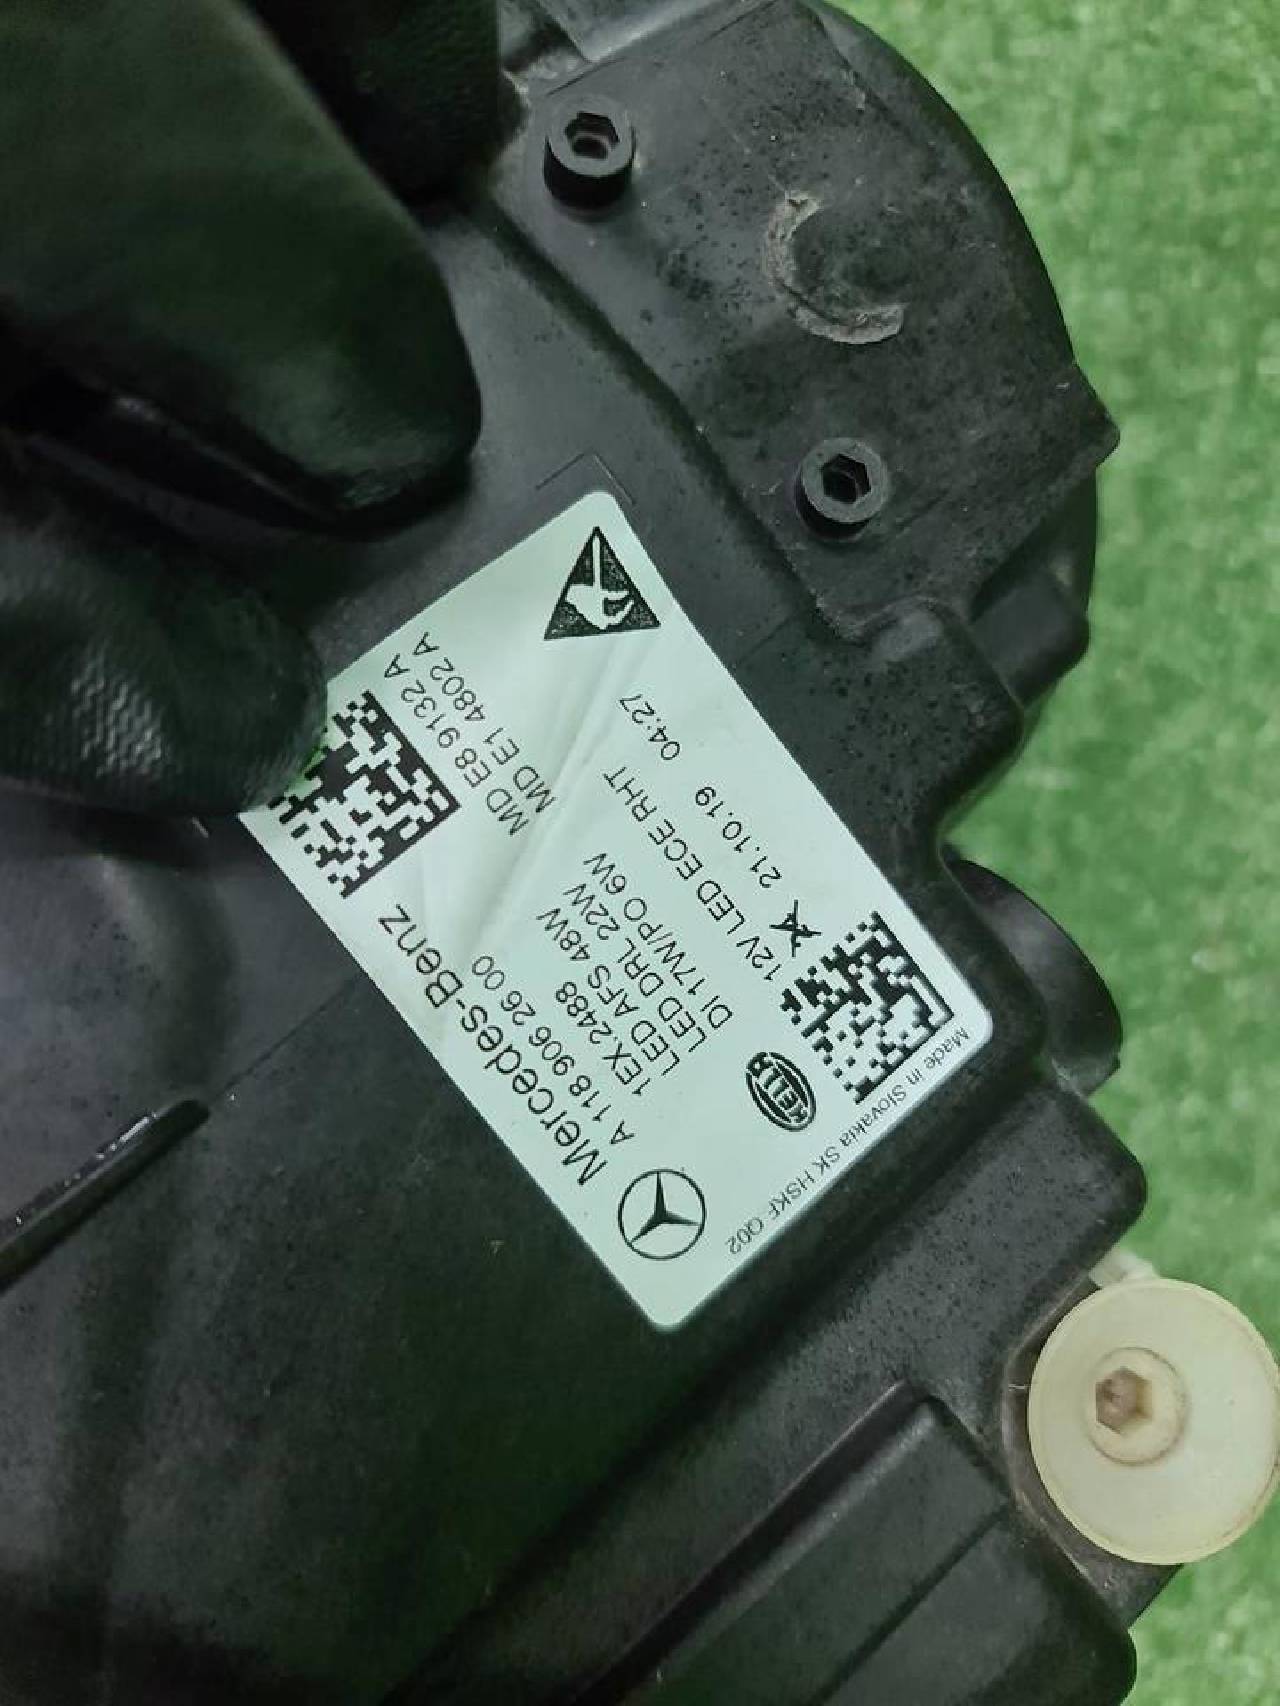 Mercedes-Benz
A 118 906 26 00
1EX.2488
LED AFS 48W
LED DRL 22W
DI 17W/PO 6W
MD E8 9132 A
MD E1 4802 A
HELLA
12V LED ECE RHT
21.10.19 04:27
Made in Slovakia SK HSKF Q02